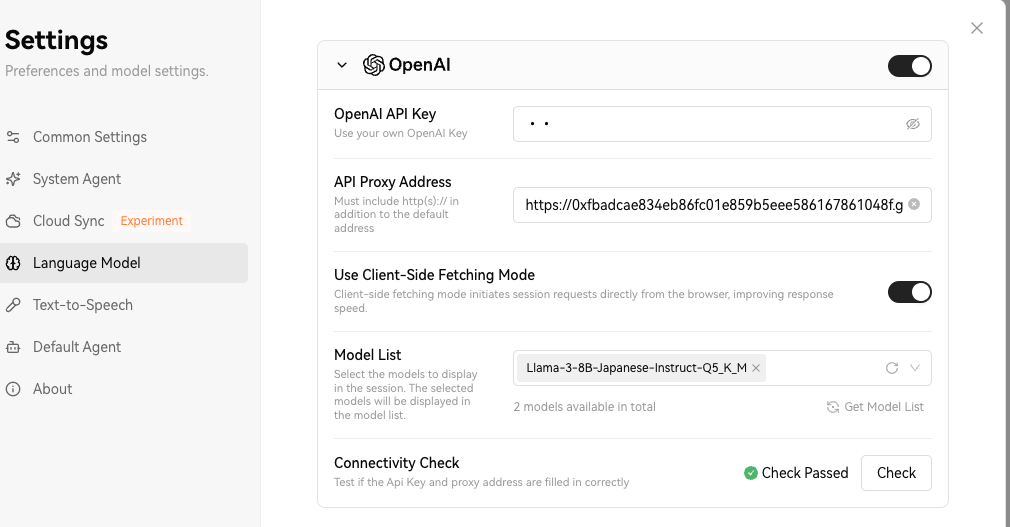 Settings
Preferences and model settings.
Common Settings
System Agent
Cloud Sync Experiment
Language Model
Text-to-Speech
Default Agent
About
OpenAI
OpenAI API Key
Use your own OpenAI Key
• •
API Proxy Address
Must include http(s):// in
addition to the default
address
https://0xfbadcae834eb86fc01e859b5eee586167861048f.g
Use Client-Side Fetching Mode
Client-side fetching mode initiates session requests directly from the browser, improving response
speed.
Model List
Select the models to display
in the session. The selected
models will be displayed in
the model list.
Llama-3-8B-Japanese-Instruct-Q5_K_M
2 models available in total
Get Model List
Connectivity Check
Test if the Api Key and proxy address are filled in correctly
Check Passed
Check